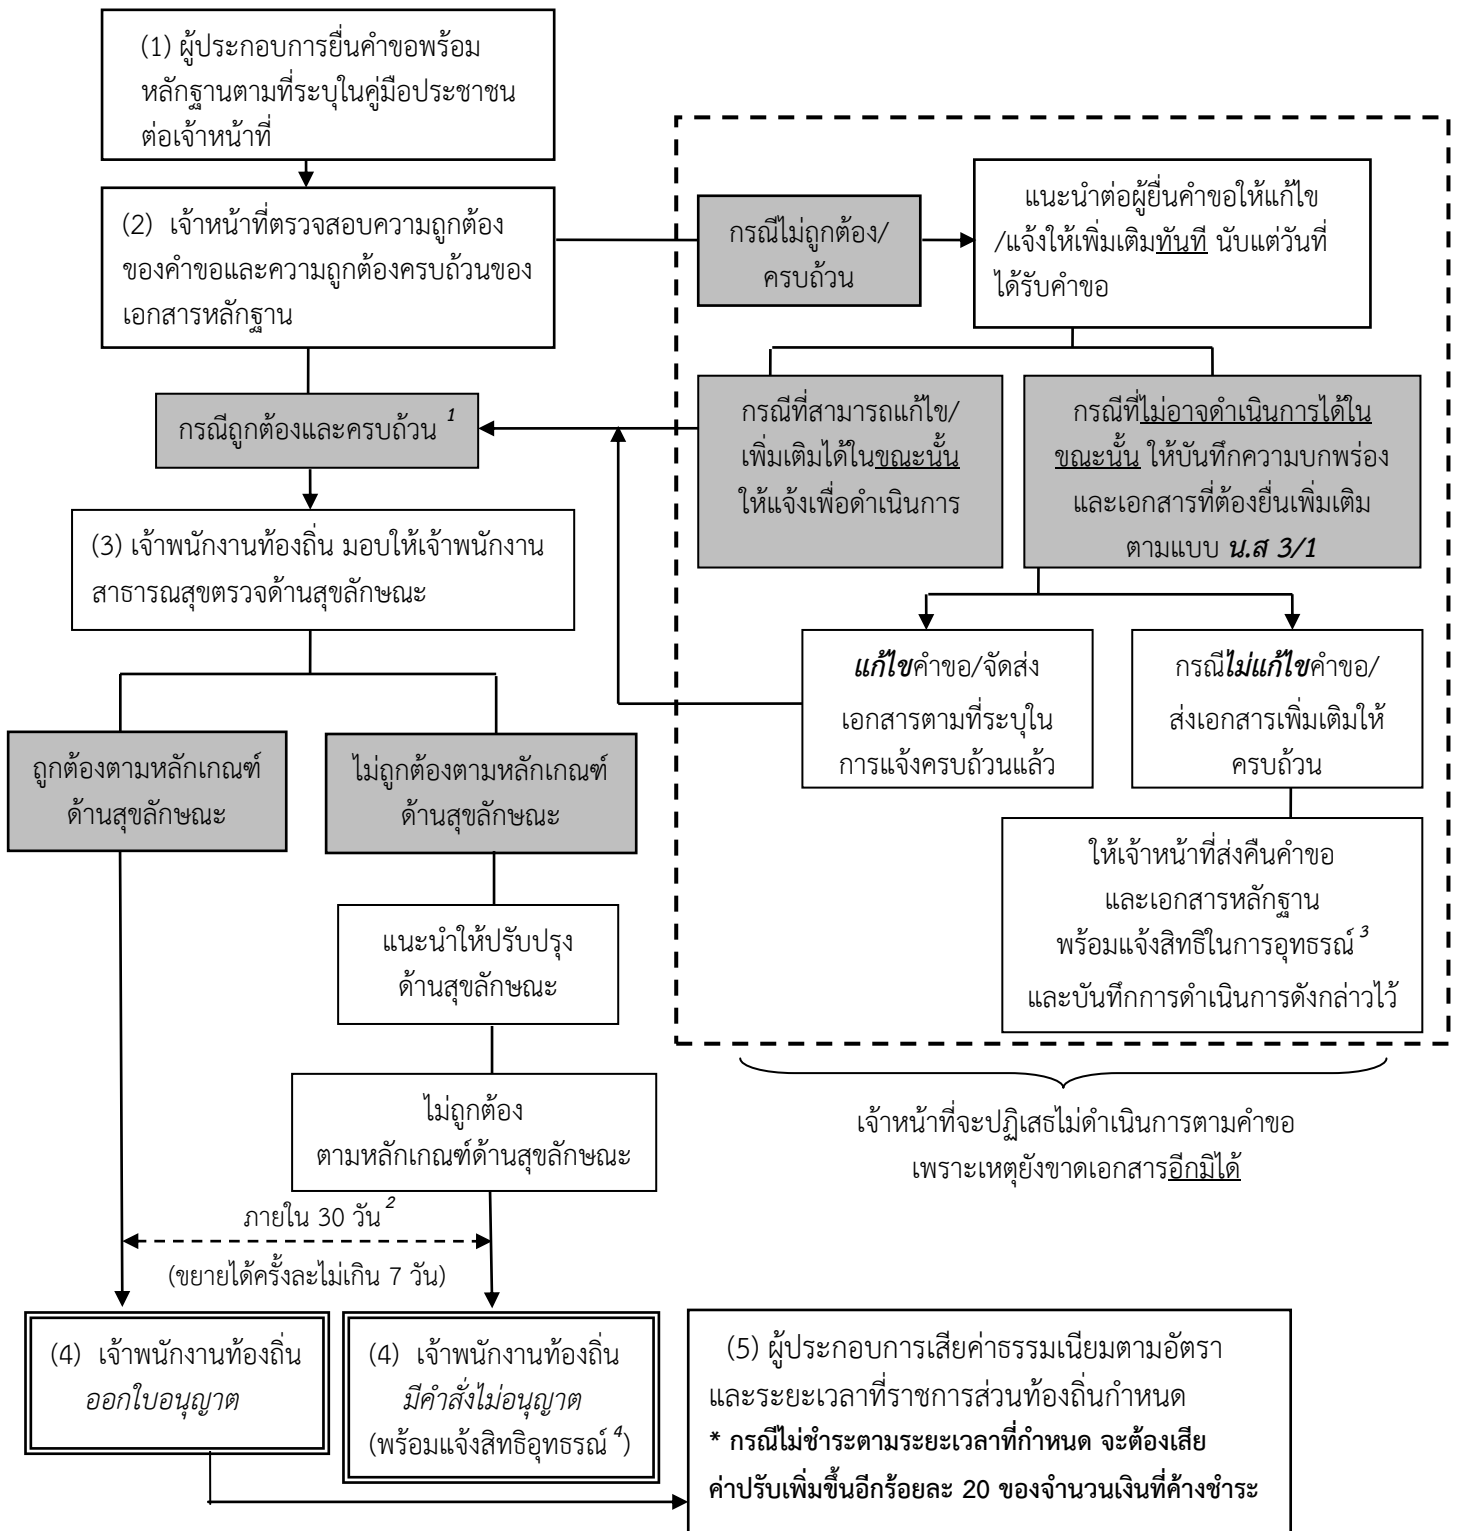 (1) ผู้ประกอบการยื่นคำขอพร้อม
หลักฐานตามที่ระบุในคู่มือประชาชน
ต่อเจ้าหน้าที่
(2) เจ้าหน้าที่ตรวจสอบความถูกต้อง
ของคำขอและความถูกต้องครบถ้วนของ
เอกสารหลักฐาน
กรณีไม่ถูกต้อง/
ครบถ้วน
แนะนำต่อผู้ยื่นคำขอให้แก้ไข
/แจ้งให้เพิ่มเติมทันที นับแต่วันที่
ได้รับคำขอ
กรณีถูกต้องและครบถ้วน 1
กรณีที่สามารถแก้ไข/
เพิ่มเติมได้ในขณะนั้น
ให้แจ้งเพื่อดำเนินการ
กรณีที่ไม่อาจดำเนินการได้ใน
ขณะนั้น ให้บันทึกความบกพร่อง
และเอกสารที่ต้องยื่นเพิ่มเติม
ตามแบบ น.ส 3/1
(3) เจ้าพนักงานท้องถิ่น มอบให้เจ้าพนักงาน
สาธารณสุขตรวจด้านสุขลักษณะ
แก้ไขคำขอ/จัดส่ง
เอกสารตามที่ระบุใน
การแจ้งครบถ้วนแล้ว
กรณีไม่แก้ไขคำขอ/
ส่งเอกสารเพิ่มเติมให้
ครบถ้วน
ถูกต้องตามหลักเกณฑ์
ด้านสุขลักษณะ
ไม่ถูกต้องตามหลักเกณฑ์
ด้านสุขลักษณะ
ให้เจ้าหน้าที่ส่งคืนคำขอ
และเอกสารหลักฐาน
พร้อมแจ้งสิทธิในการอุทธรณ์ 3
และบันทึกการดำเนินการดังกล่าวไว้
แนะนำให้ปรับปรุง
ด้านสุขลักษณะ
ไม่ถูกต้อง
ตามหลักเกณฑ์ด้านสุขลักษณะ
เจ้าหน้าที่จะปฏิเสธไม่ดำเนินการตามคำขอ
เพราะเหตุยังขาดเอกสารอีกมิได้
ภายใน 30 วัน 2
(ขยายได้ครั้งละไม่เกิน 7 วัน)
(4) เจ้าพนักงานท้องถิ่น
ออกใบอนุญาต
(4) เจ้าพนักงานท้องถิ่น
มีคำสั่งไม่อนุญาต
(พร้อมแจ้งสิทธิอุทธรณ์ 4)
(5) ผู้ประกอบการเสียค่าธรรมเนียมตามอัตรา
และระยะเวลาที่ราชการส่วนท้องถิ่นกำหนด
* กรณีไม่ชำระตามระยะเวลาที่กำหนด จะต้องเสีย
ค่าปรับเพิ่มขึ้นอีกร้อยละ 20 ของจำนวนเงินที่ค้างชำระ